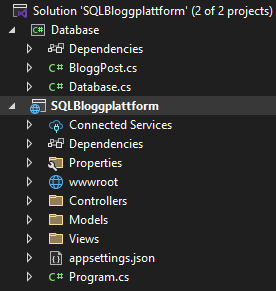 Solution 'SQLBloggplattform' (2 of 2 projects)
Database
Dependencies
C# BloggPost.cs
C# Database.cs
SQLBloggplattform
Connected Services
Dependencies
Properties
wwwroot
Controllers
Models
Views
appsettings.json
C# Program.cs